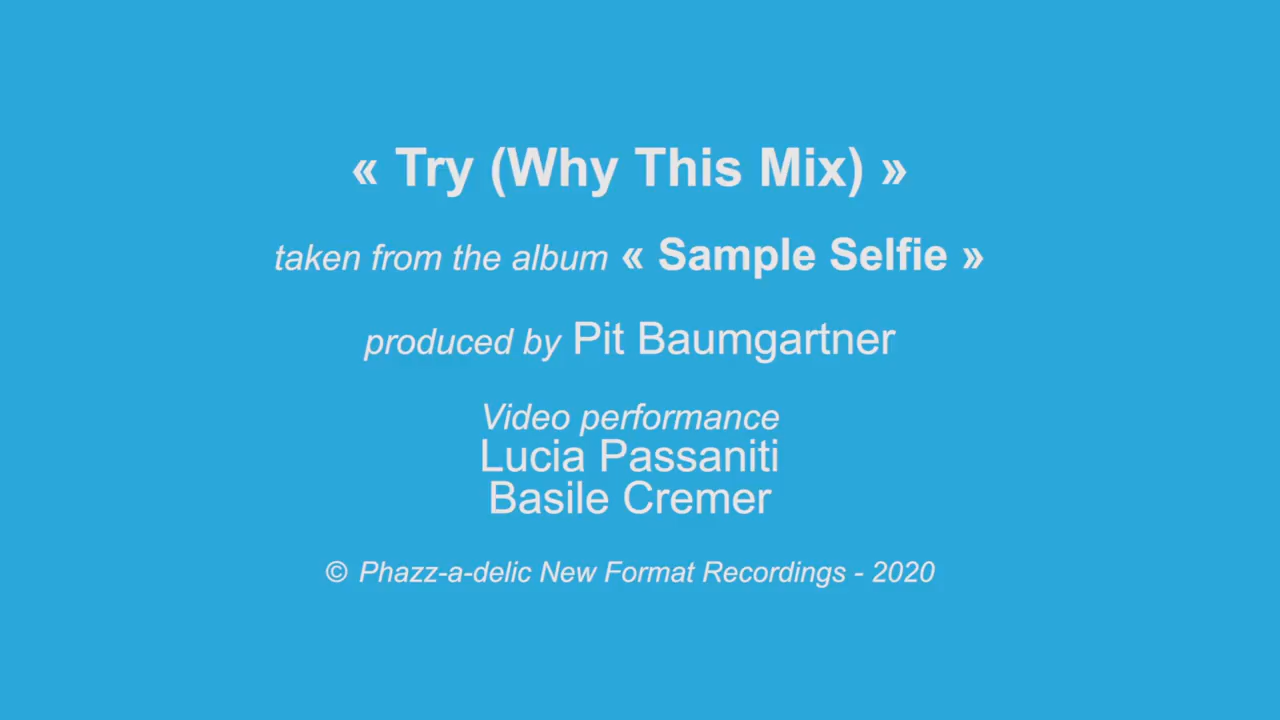 « Try (Why This Mix) »
taken from the album « Sample Selfie »
produced by Pit Baumgartner
Video performance
Lucia Passaniti
Basile Cremer
© Phazz-a-delic New Format Recordings - 2020